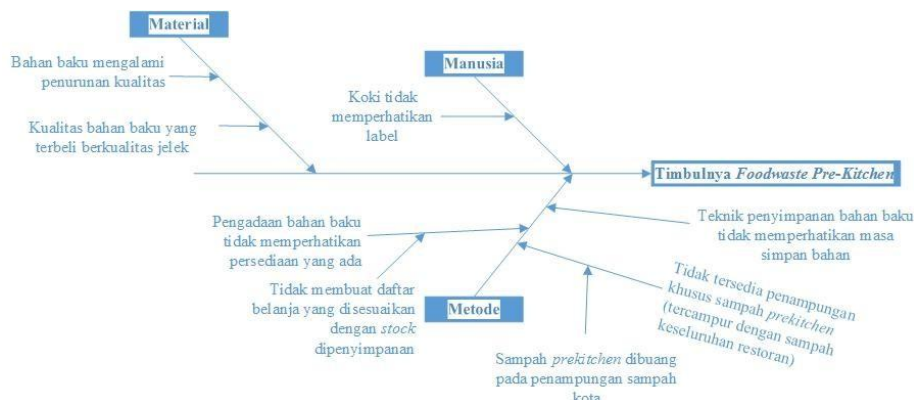 Material
Bahan baku mengalami
penurunan kualitas
Kualitas bahan baku yang
terbeli berkualitas jelek
Manusia
Koki tidak
memperhatikan
label
Timbulnya Foodwaste Pre-Kitchen
Pengadaan bahan baku
tidak memperhatikan
persediaan yang ada
Tidak membuat daftar
belanja yang disesuaikan
dengan stock
dipenyimpanan
Metode
Teknik penyimpanan bahan baku
tidak memperhatikan masa
simpan bahan
Tidak tersedia penampungan
khusus sampah prekitchen
(tercampur dengan sampah
keseluruhan restoran)
Sampah prekitchen dibuang
pada penampungan sampah
kota